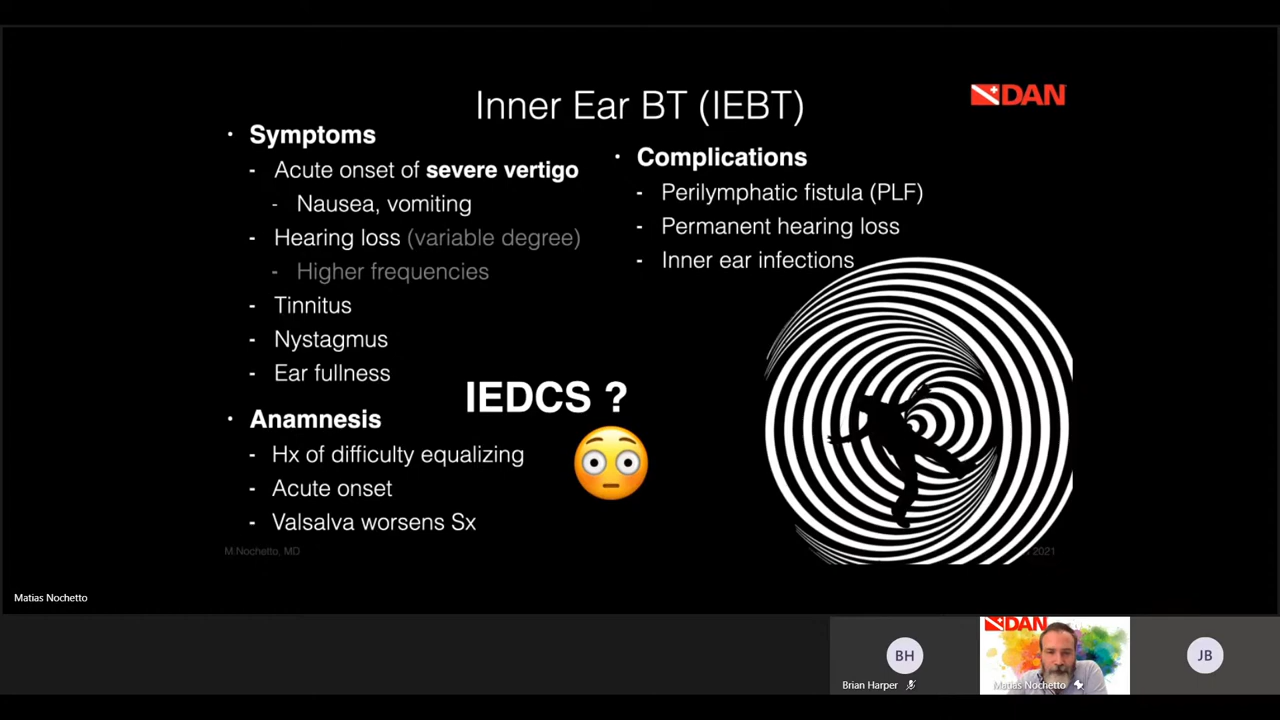 Inner Ear BT (IEBT)
DAN
• Symptoms
- Acute onset of severe vertigo
- Nausea, vomiting
- Hearing loss (variable degree)
- Higher frequencies
- Tinnitus
- Nystagmus
- Ear fullness
• Anamnesis
- Hx of difficulty equalizing
- Acute onset
- Valsalva worsens Sx
• Complications
- Perilymphatic fistula (PLF)
- Permanent hearing loss
- Inner ear infections
IEDCS ?
M.Nochetto, MD
2021
Matias Nochetto
BH
Brian Harper
DAN
Matias Nochetto
JB